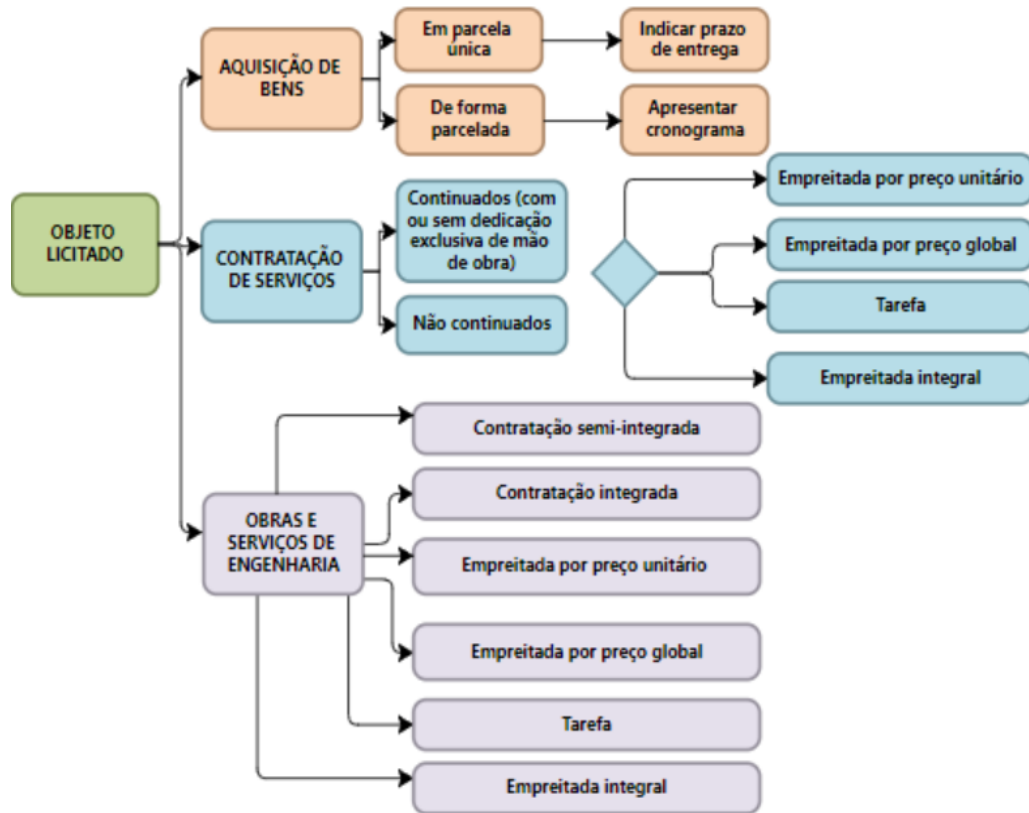 Em parcela
única
Indicar prazo
de entrega
AQUISIÇÃO DE
BENS
De forma
parcelada
Apresentar
cronograma
OBJETO
LICITADO
CONTRATAÇÃO
DE SERVIÇOS
Continuados (com
ou sem dedicação
exclusiva de mão
de obra)
Não continuados
Empreitada por preço unitário
Empreitada por preço global
Tarefa
Empreitada integral
OBRAS E
SERVIÇOS DE
ENGENHARIA
Contratação semi-integrada
Contratação integrada
Empreitada por preço unitário
Empreitada por preço global
Tarefa
Empreitada integral